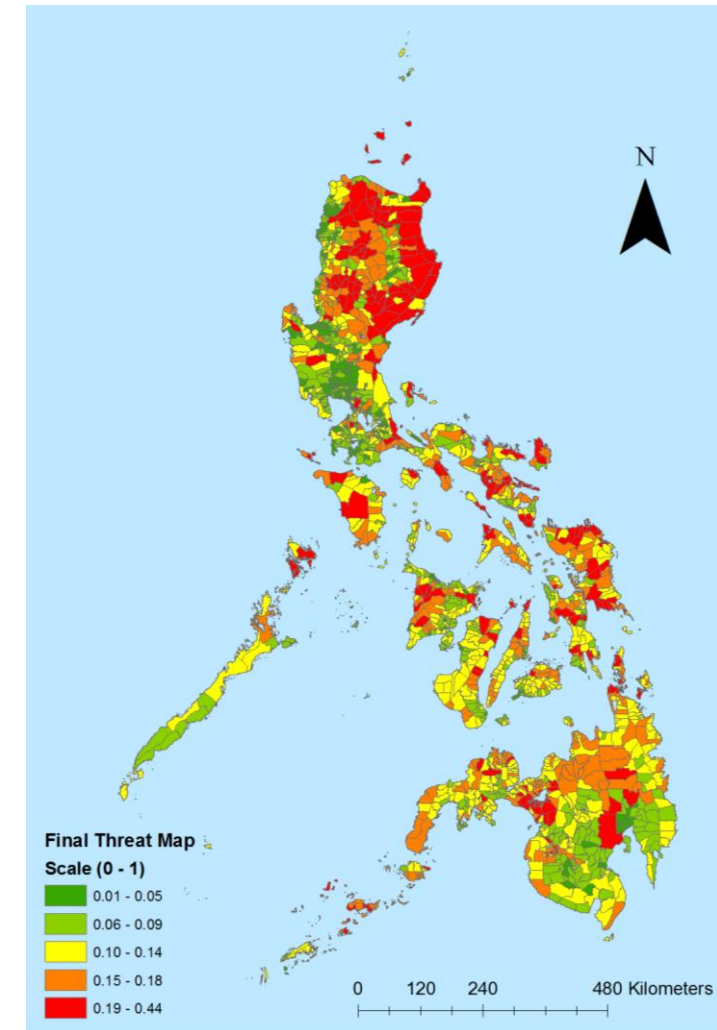 N
Final Threat Map
Scale (0 - 1)
0.01 - 0.05
0.06 - 0.09
0.10 - 0.14
0.15 - 0.18
0.19 - 0.44
0 120 240 480 Kilometers